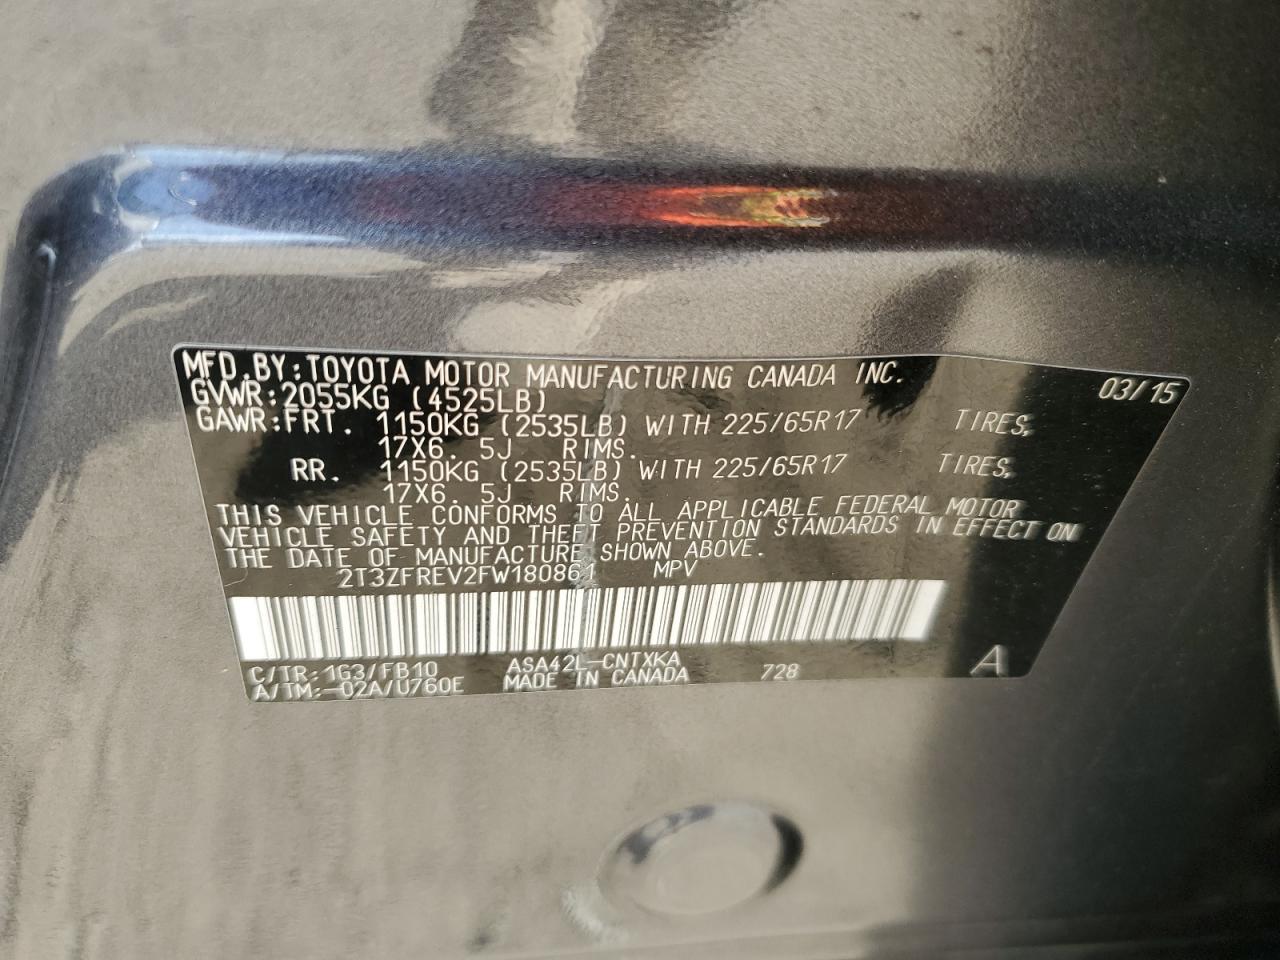 MFD.BY:TOYOTA MOTOR MANUFACTURING CANADA INC. 03/15
GVWR:2055KG (4525LB)
GAWR:FRT. 1150KG (2535LB) WITH 225/65R17 TIRES,
17X6.5J RIMS.
RR. 1150KG (2535LB) WITH 225/65R17 TIRES,
17X6.5J RIMS.
THIS VEHICLE CONFORMS TO ALL APPLICABLE FEDERAL MOTOR
VEHICLE SAFETY AND THEFT PREVENTION STANDARDS IN EFFECT ON
THE DATE OF MANUFACTURE SHOWN ABOVE.
2T3ZFREV2FW180861 MPV
C/TR:1G3/FB10 ASA42L-CNTXKA 728 A
A/TM:-02A/U760E MADE IN CANADA